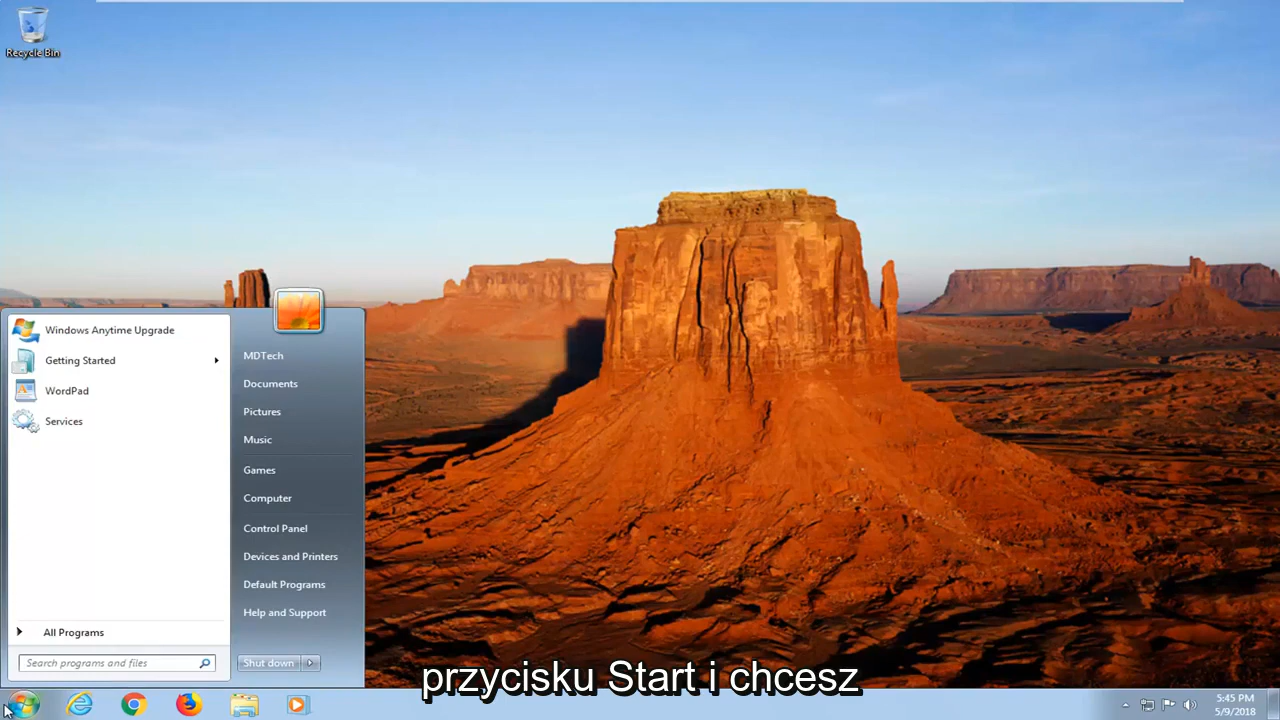 Recycle Bin
Windows Anytime Upgrade
Getting Started
WordPad
Services
All Programs
Search programs and files
MDTech
Documents
Pictures
Music
Games
Computer
Control Panel
Devices and Printers
Default Programs
Help and Support
Shut down
przycisku Start i chcesz
5:45 PM
5/9/2018